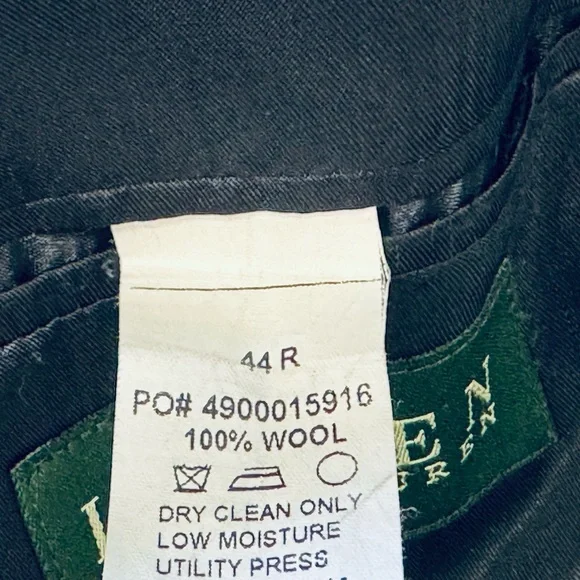 44 R
PO# 4900015916
100% WOOL
DRY CLEAN ONLY
LOW MOISTURE
UTILITY PRESS